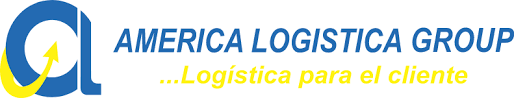 AMERICA LOGISTICA GROUP
...Logística para el cliente